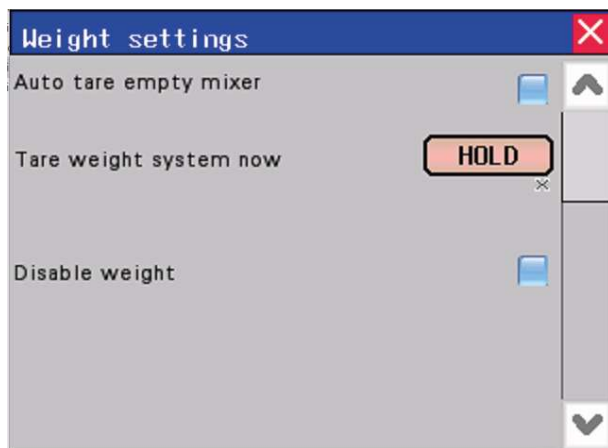 Weight settings
Auto tare empty mixer
Tare weight system now
HOLD
Disable weight